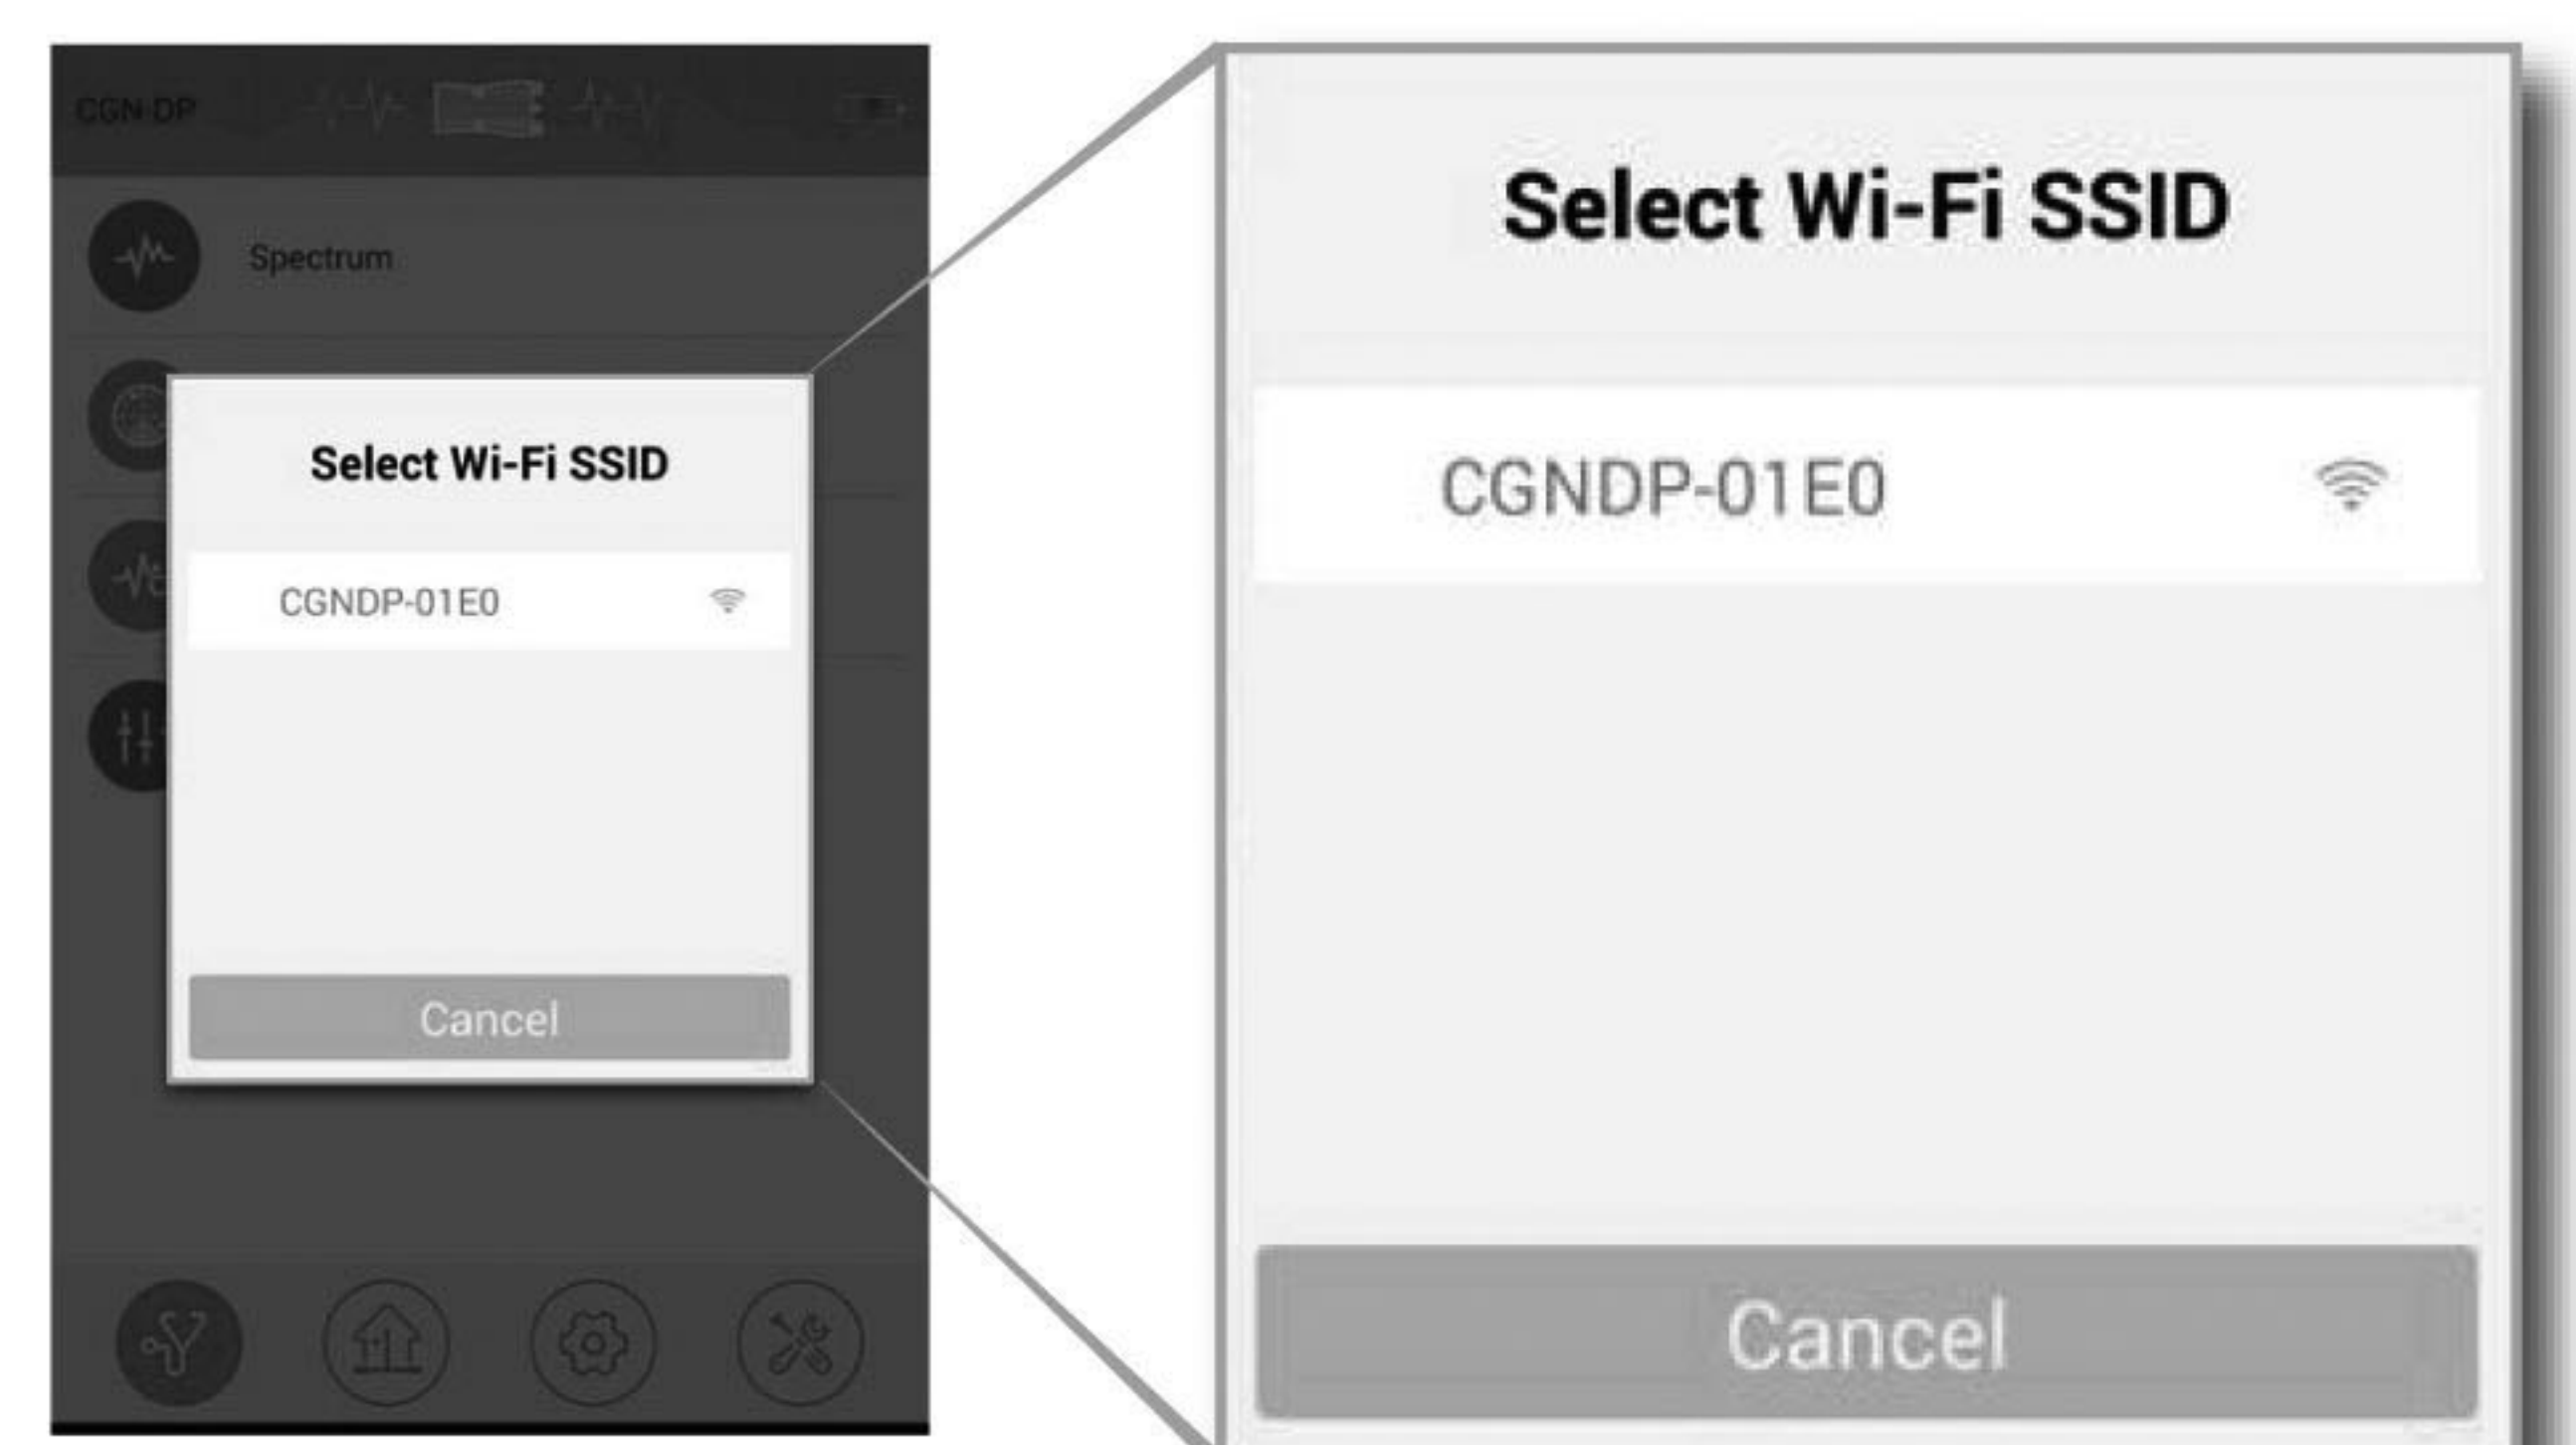 CGN-DP
Spectrum
Select Wi-Fi SSID
CGNDP-01E0
Cancel
Select Wi-Fi SSID
CGNDP-01E0
Cancel